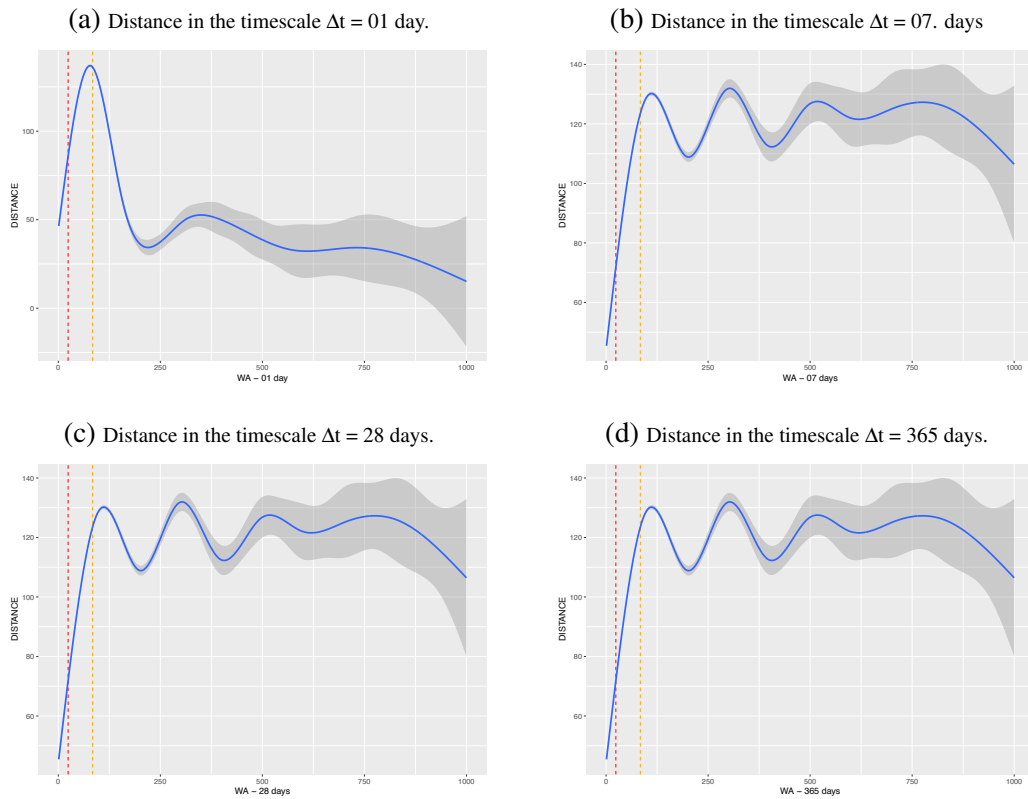 (a) Distance in the timescale Δt = 01 day.
100
50
0
DISTANCE
0 250 500 750 1000
WA − 01 day
(b) Distance in the timescale Δt = 07. days
140
120
100
80
60
DISTANCE
0 250 500 750 1000
WA − 07 days
(c) Distance in the timescale Δt = 28 days.
140
120
100
80
60
DISTANCE
0 250 500 750 1000
WA − 28 days
(d) Distance in the timescale Δt = 365 days.
140
120
100
80
60
DISTANCE
0 250 500 750 1000
WA − 365 days